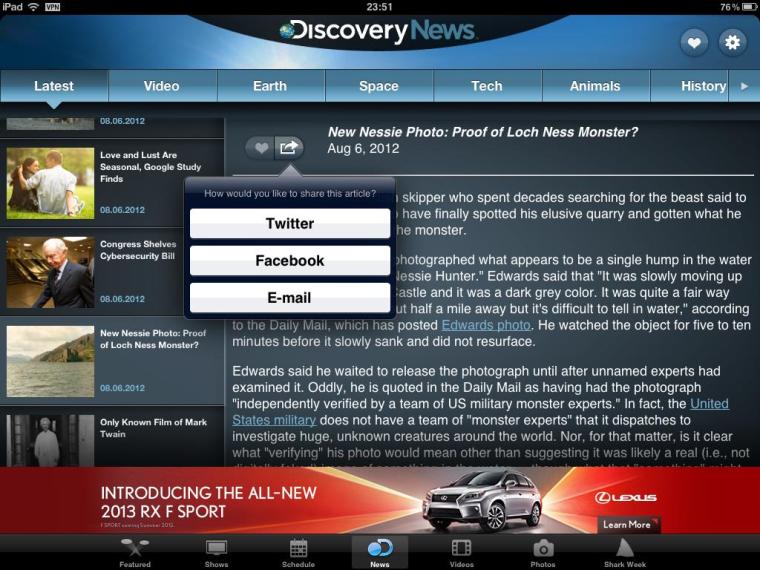 iPad VPN 23:51 76%
Discovery News
Latest Video Earth Space Tech Animals History
08.06.2012
Love and Lust Are
Seasonal, Google Study
Finds
08.06.2012
Congress Shelves
Cybersecurity Bill
08.06.2012
New Nessie Photo: Proof
of Loch Ness Monster?
08.06.2012
Only Known Film of Mark
Twain
New Nessie Photo: Proof of Loch Ness Monster?
Aug 6, 2012
How would you like to share this article?
Twitter
Facebook
E-mail
skipper who spent decades searching for the beast said to
have finally spotted his elusive quarry and gotten what he
the monster.
photographed what appears to be a single hump in the water
Nessie Hunter." Edwards said that "It was slowly moving up
Castle and it was a dark grey color. It was quite a fair way
half a mile away but it's difficult to tell in water," according
to the Daily Mail, which has posted Edwards photo. He watched the object for five to ten
minutes before it slowly sank and did not resurface.
Edwards said he waited to release the photograph until after unnamed experts had
examined it. Oddly, he is quoted in the Daily Mail as having had the photograph
"independently verified by a team of US military monster experts." In fact, the United
States military does not have a team of "monster experts" that it dispatches to
investigate huge, unknown creatures around the world. Nor, for that matter, is it clear
what "verifying" his photo would mean other than suggesting it was likely a real (i.e., not
INTRODUCING THE ALL-NEW
2013 RX F SPORT
F SPORT coming Summer 2012.
LEXUS
Learn More
Featured Shows Schedule News Videos Photos Shark Week